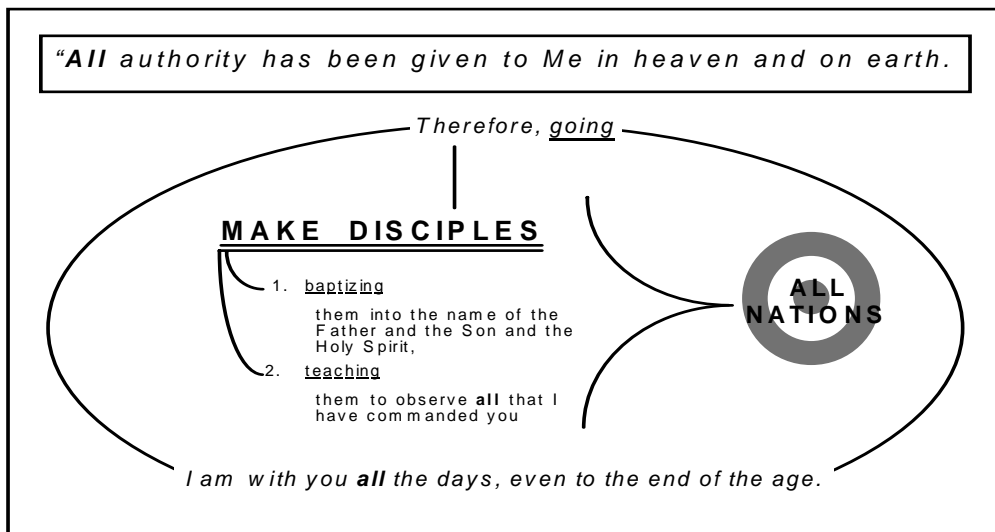 “All authority has been given to Me in heaven and on earth.
Therefore, going
MAKE DISCIPLES
1. baptizing
them into the name of the
Father and the Son and the
Holy Spirit,
2. teaching
them to observe all that I
have commanded you
ALL
NATIONS
I am with you all the days, even to the end of the age.